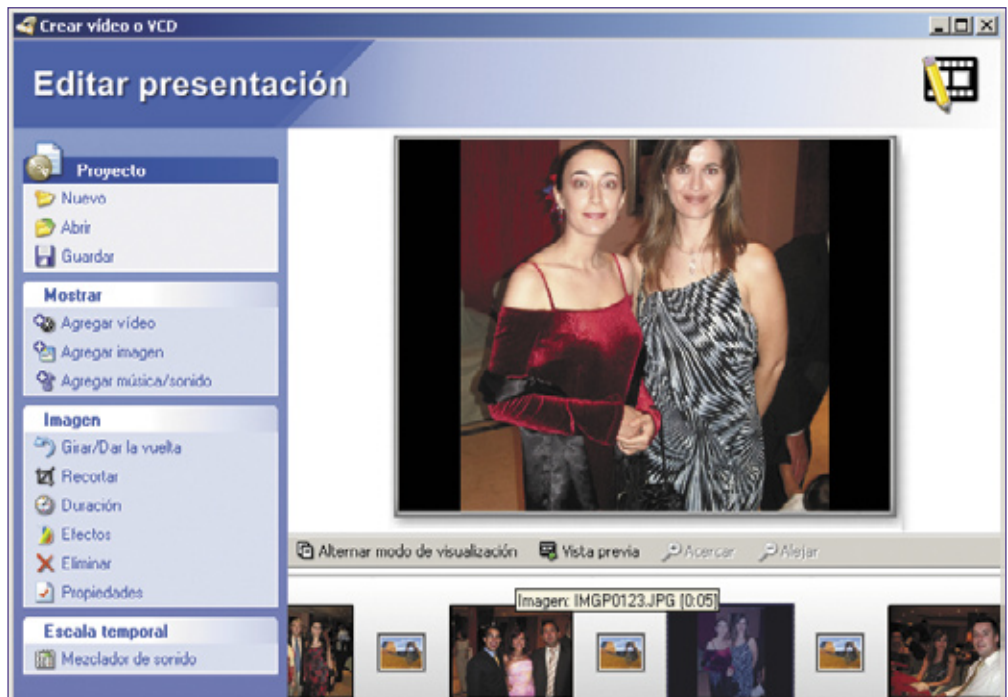 Crear vídeo o VCD
Editar presentación
Proyecto
Nuevo
Abrir
Guardar
Mostrar
Agregar vídeo
Agregar imagen
Agregar música/sonido
Imagen
Girar/Dar la vuelta
Recortar
Duración
Efectos
Eliminar
Propiedades
Escala temporal
Mezclador de sonido
Alternar modo de visualización Vista previa Acercar Alejar
Imagen: IMGP0123.JPG [0:05]